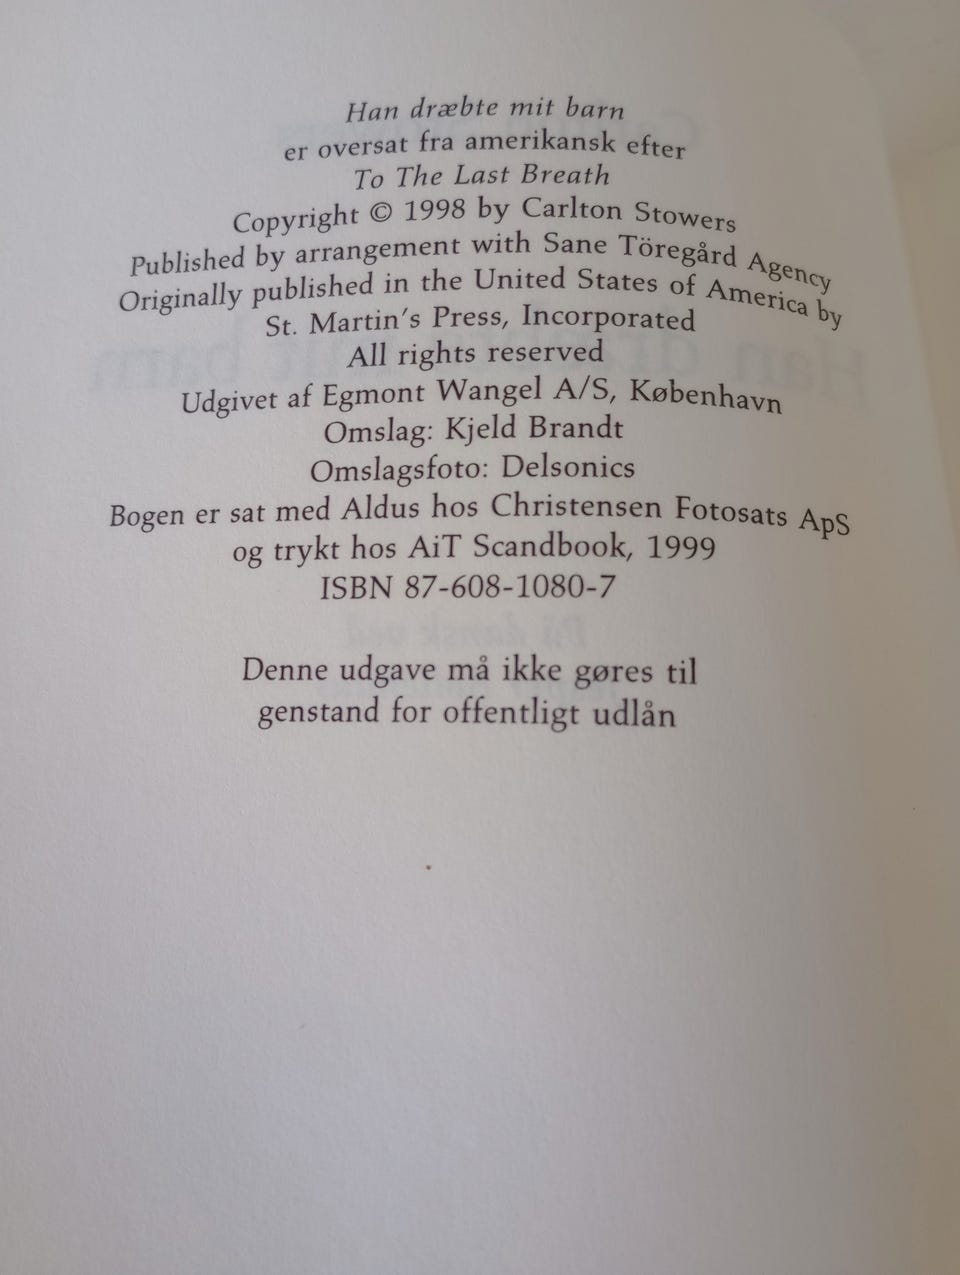 Han dræbte mit barn
er oversat fra amerikansk efter
To The Last Breath
Copyright © 1998 by Carlton Stowers
Published by arrangement with Sane Töregård Agency
Originally published in the United States of America by
St. Martin's Press, Incorporated
All rights reserved
Udgivet af Egmont Wangel A/S, København
Omslag: Kjeld Brandt
Omslagsfoto: Delsonics
Bogen er sat med Aldus hos Christensen Fotosats ApS
og trykt hos AiT Scandbook, 1999
ISBN 87-608-1080-7
Denne udgave må ikke gøres til
genstand for offentligt udlån